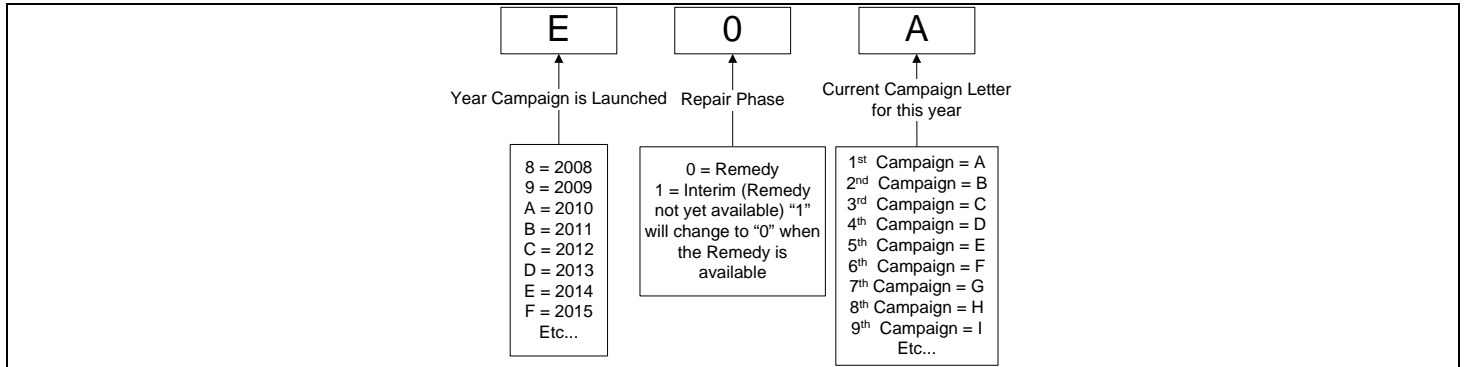 E
0
A
Year Campaign is Launched
Repair Phase
Current Campaign Letter
for this year
8 = 2008
9 = 2009
A = 2010
B = 2011
C = 2012
D = 2013
E = 2014
F = 2015
Etc...
0 = Remedy
1 = Interim (Remedy
not yet available) “1”
will change to “0” when
the Remedy is
available
1st Campaign = A
2nd Campaign = B
3rd Campaign = C
4th Campaign = D
5th Campaign = E
6th Campaign = F
7th Campaign = G
8th Campaign = H
9th Campaign = I
Etc...